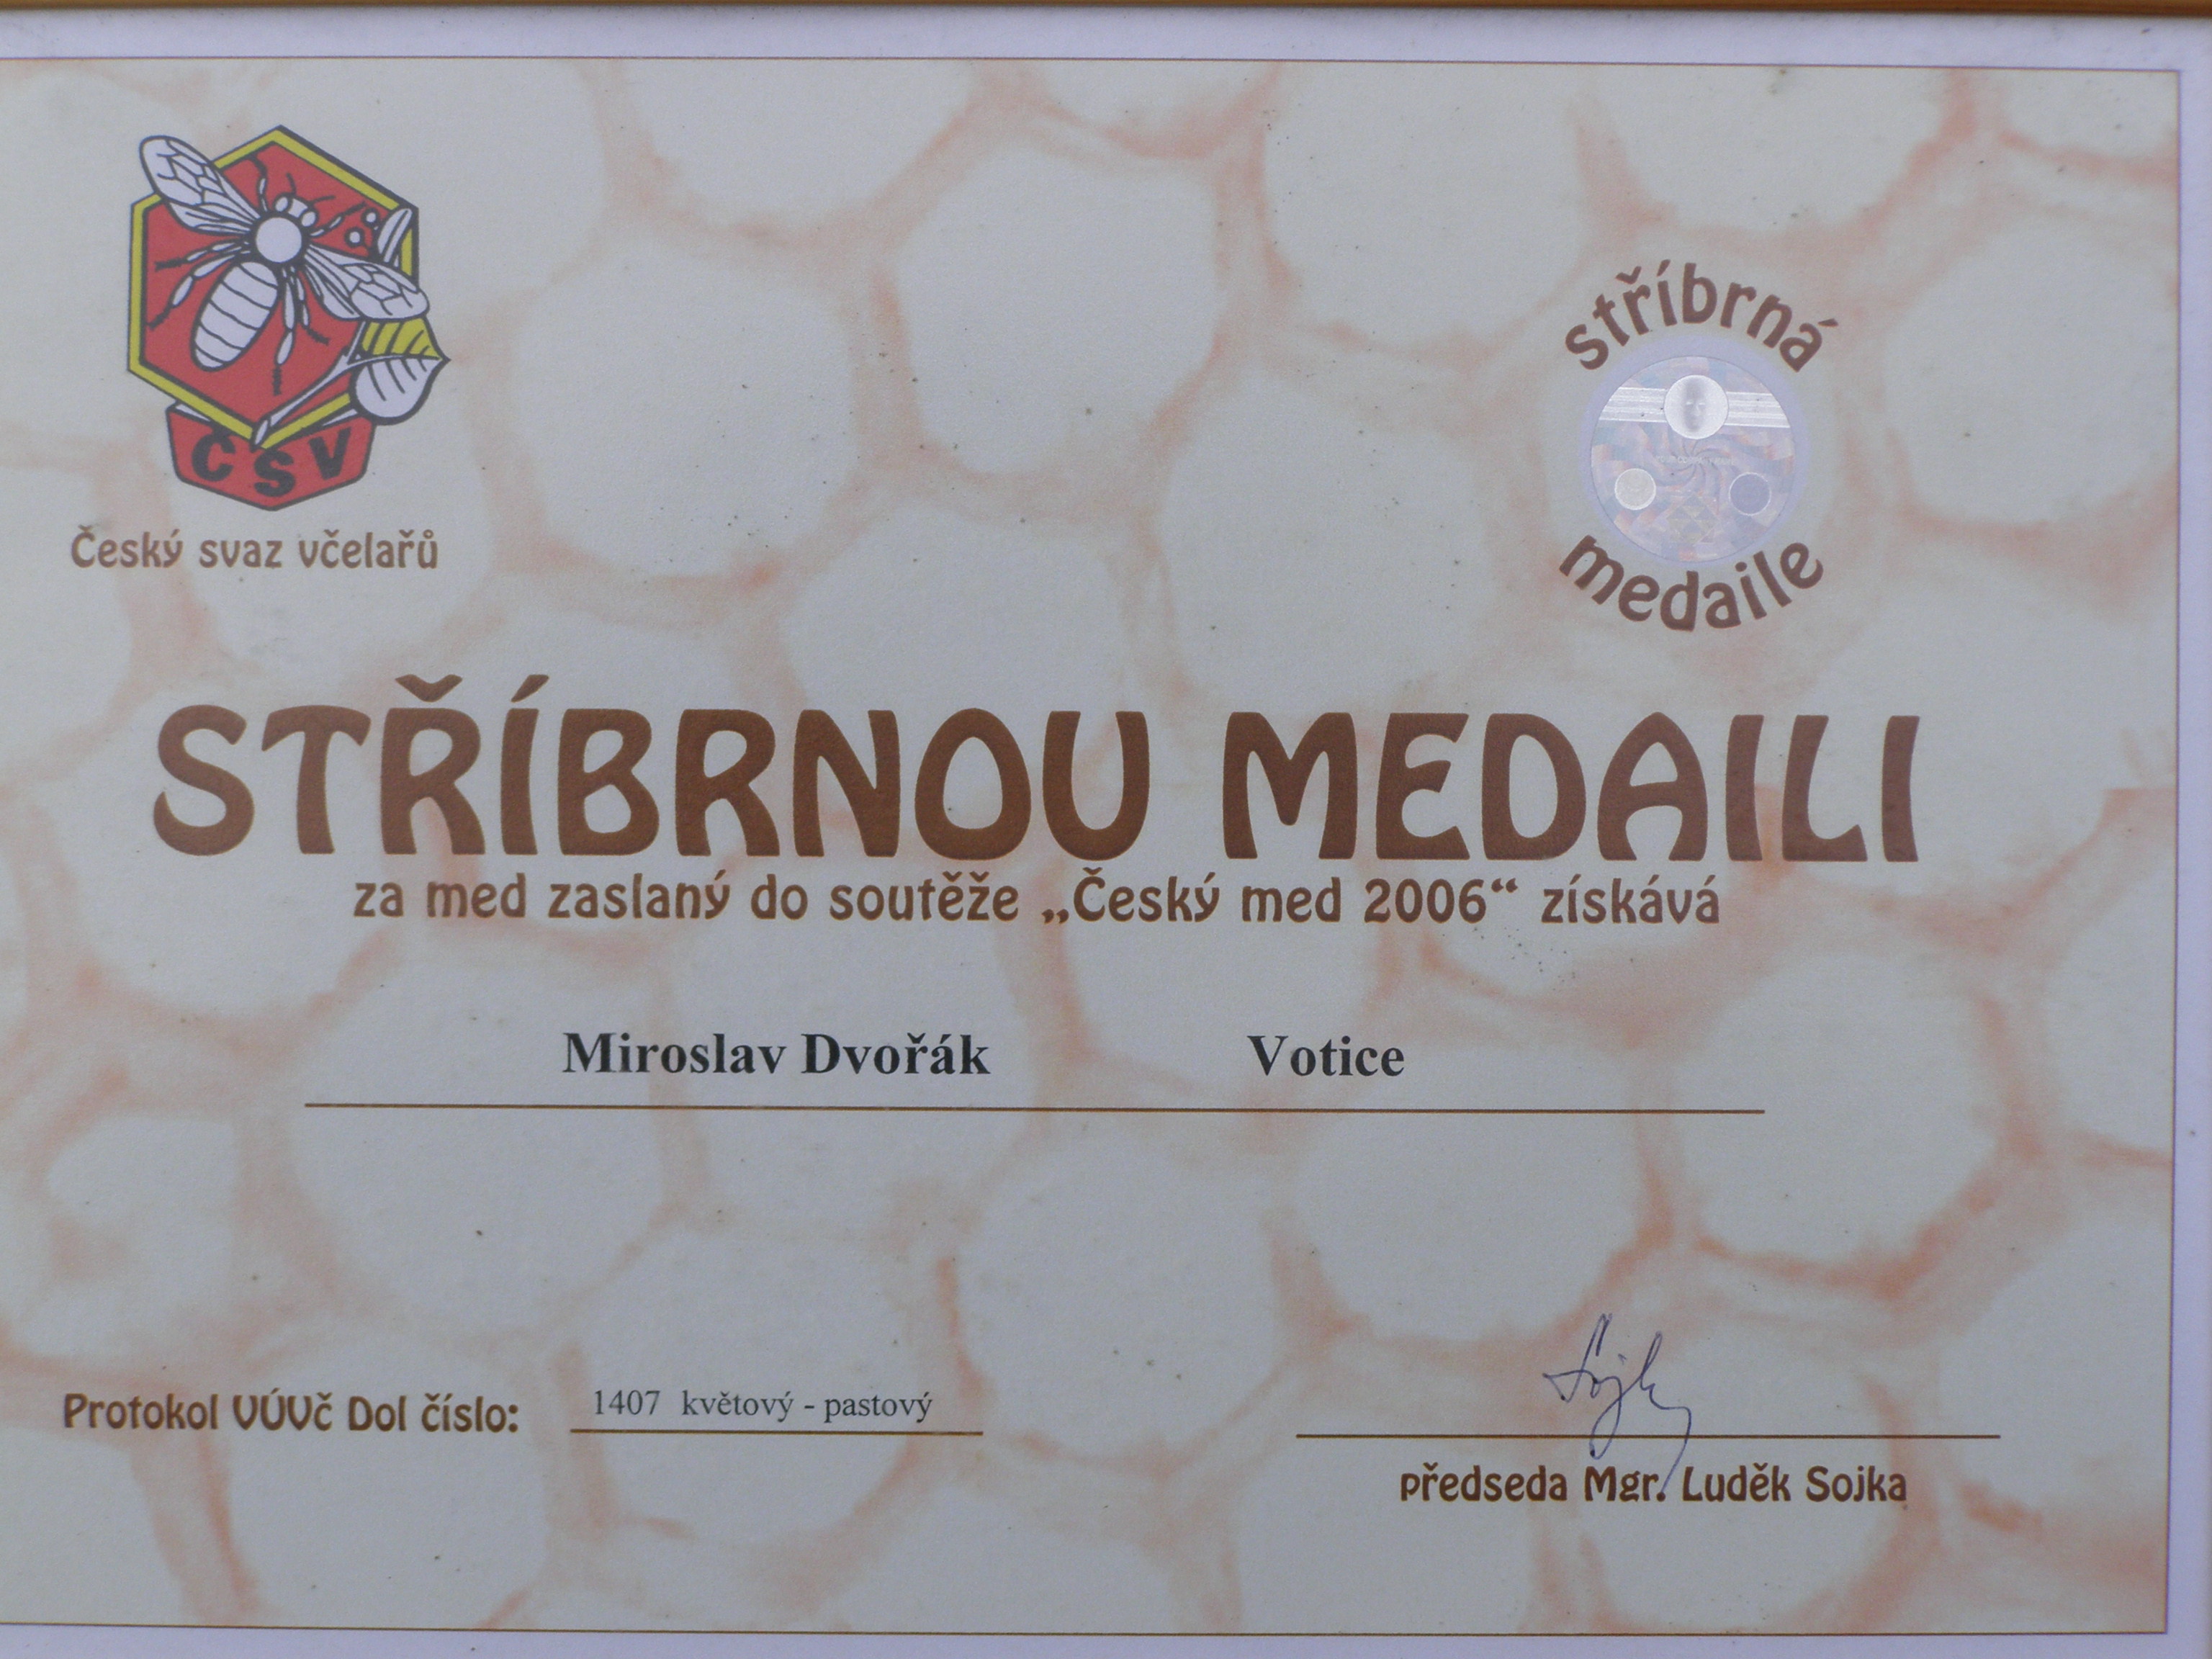 ČSV
Český svaz včelařů
stříbrná
medaile
STŘÍBRNOU MEDAILI
za med zaslaný do soutěže „Český med 2006“ získává
Miroslav Dvořák Votice
Protokol VÚVč Dol číslo: 1407 květový - pastový
Sojka
předseda Mgr. Luděk Sojka